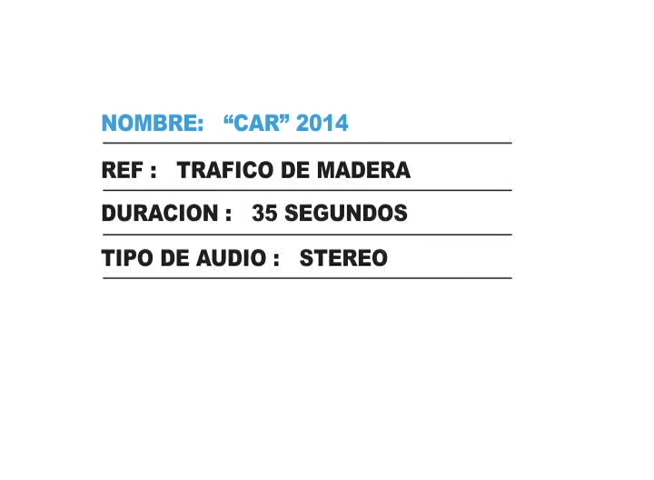 NOMBRE: “CAR” 2014
REF : TRAFICO DE MADERA
DURACION : 35 SEGUNDOS
TIPO DE AUDIO : STEREO